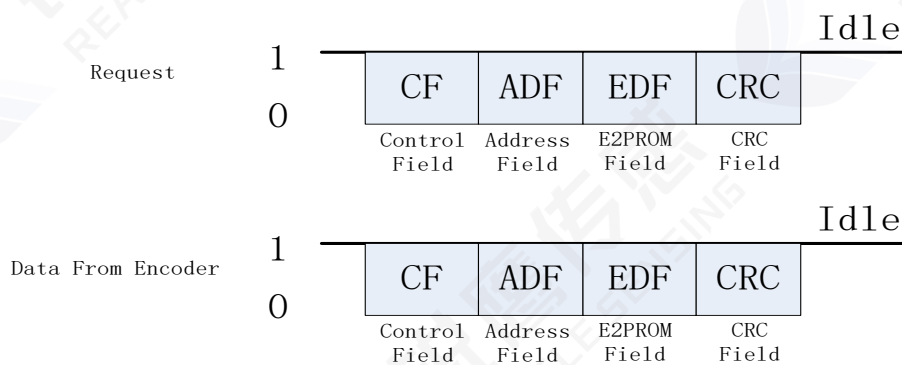 Idle
Request
1
0
CF ADF EDF CRC
Control Address E2PROM CRC
Field Field Field Field
Idle
Data From Encoder
1
0
CF ADF EDF CRC
Control Address E2PROM CRC
Field Field Field Field